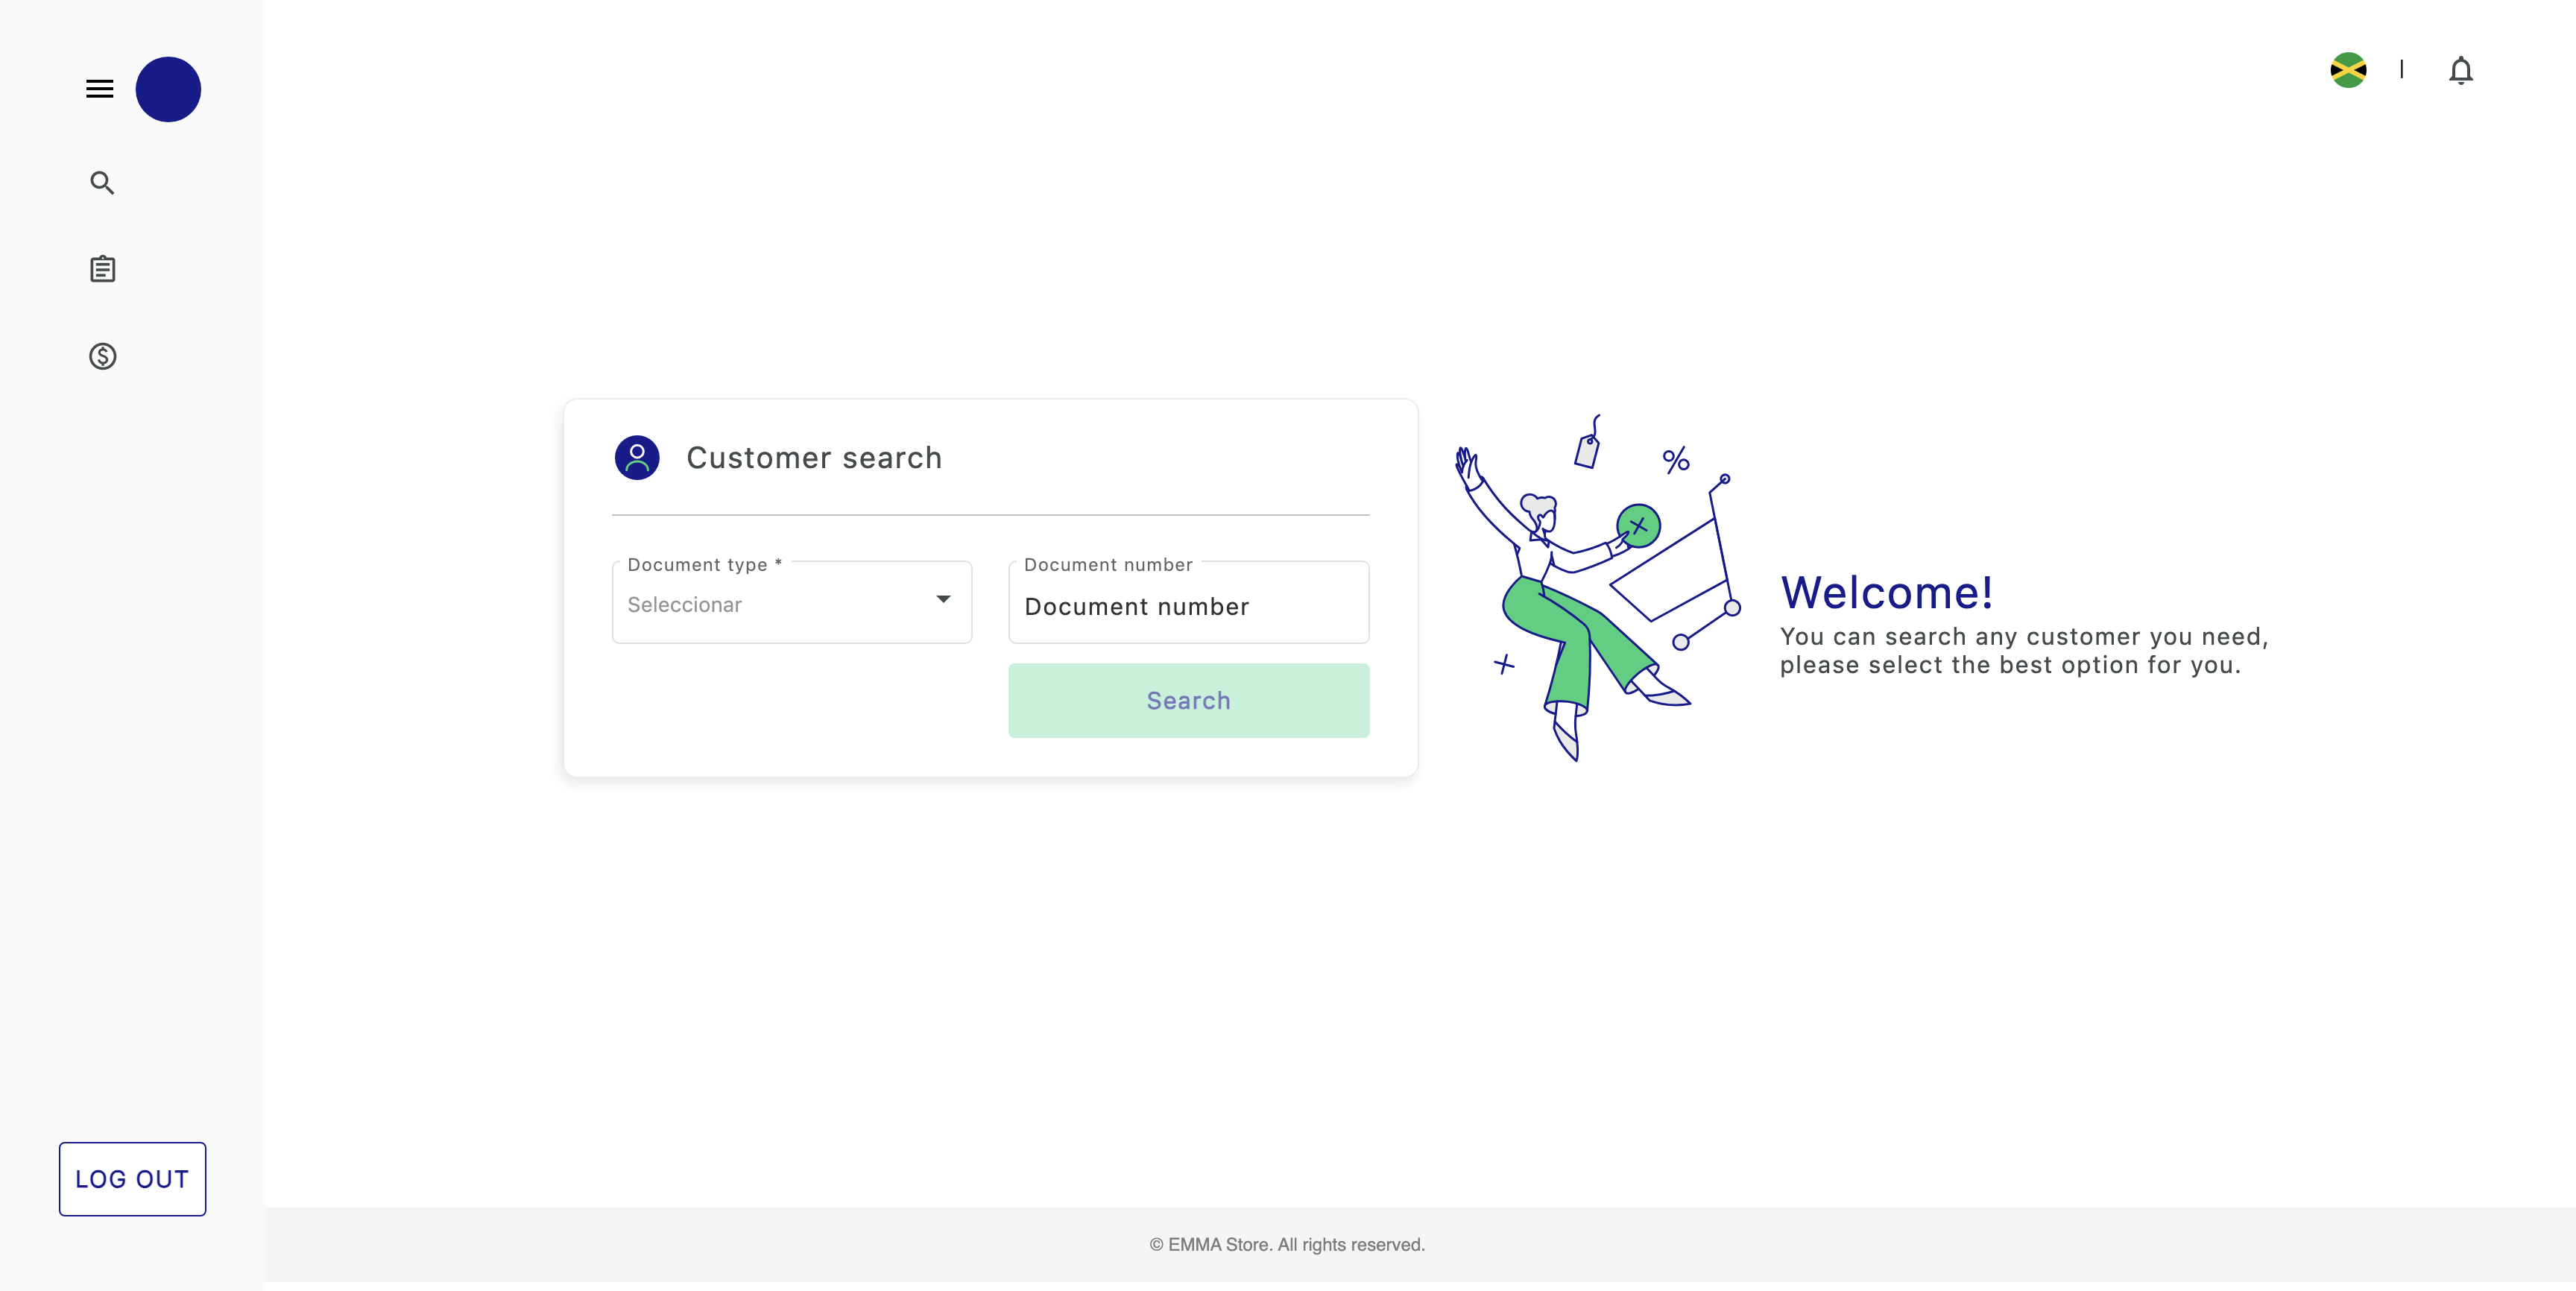 Customer search
Document type *
Seleccionar
Document number
Document number
Search
Welcome!
You can search any customer you need,
please select the best option for you.
LOG OUT
© EMMA Store. All rights reserved.